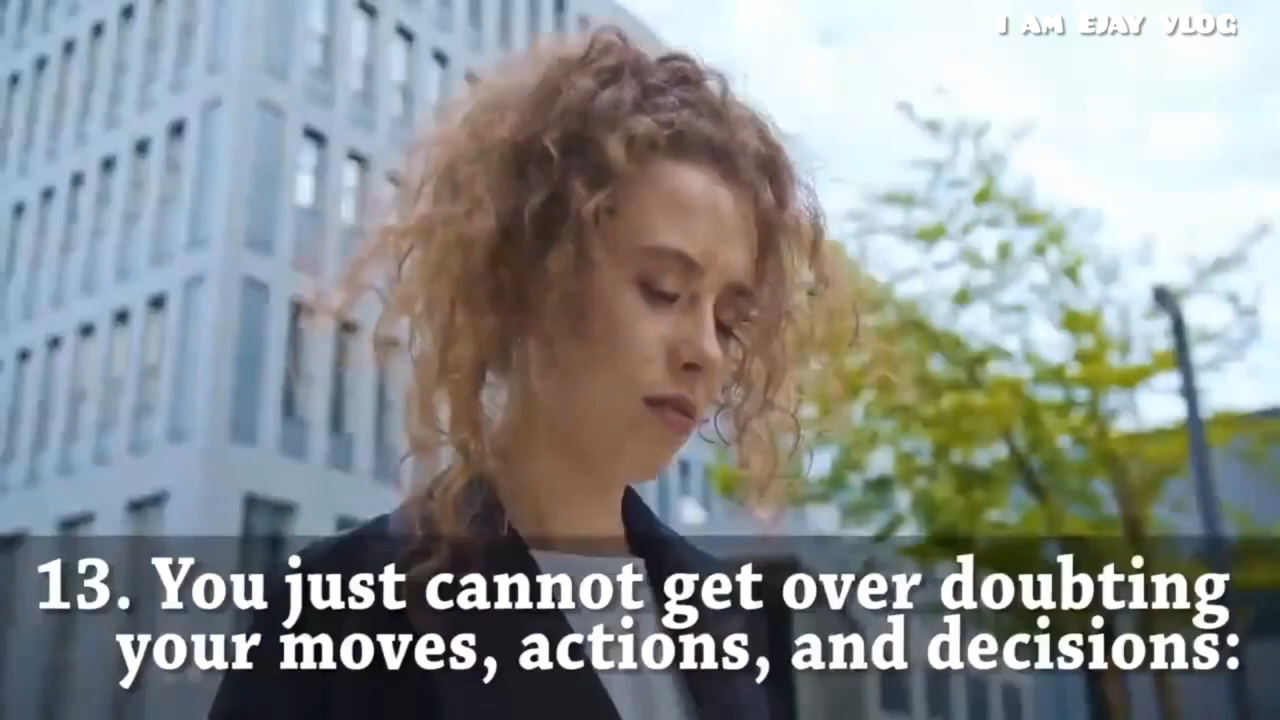 I AM EJAY VLOG
13. You just cannot get over doubting
your moves, actions, and decisions: